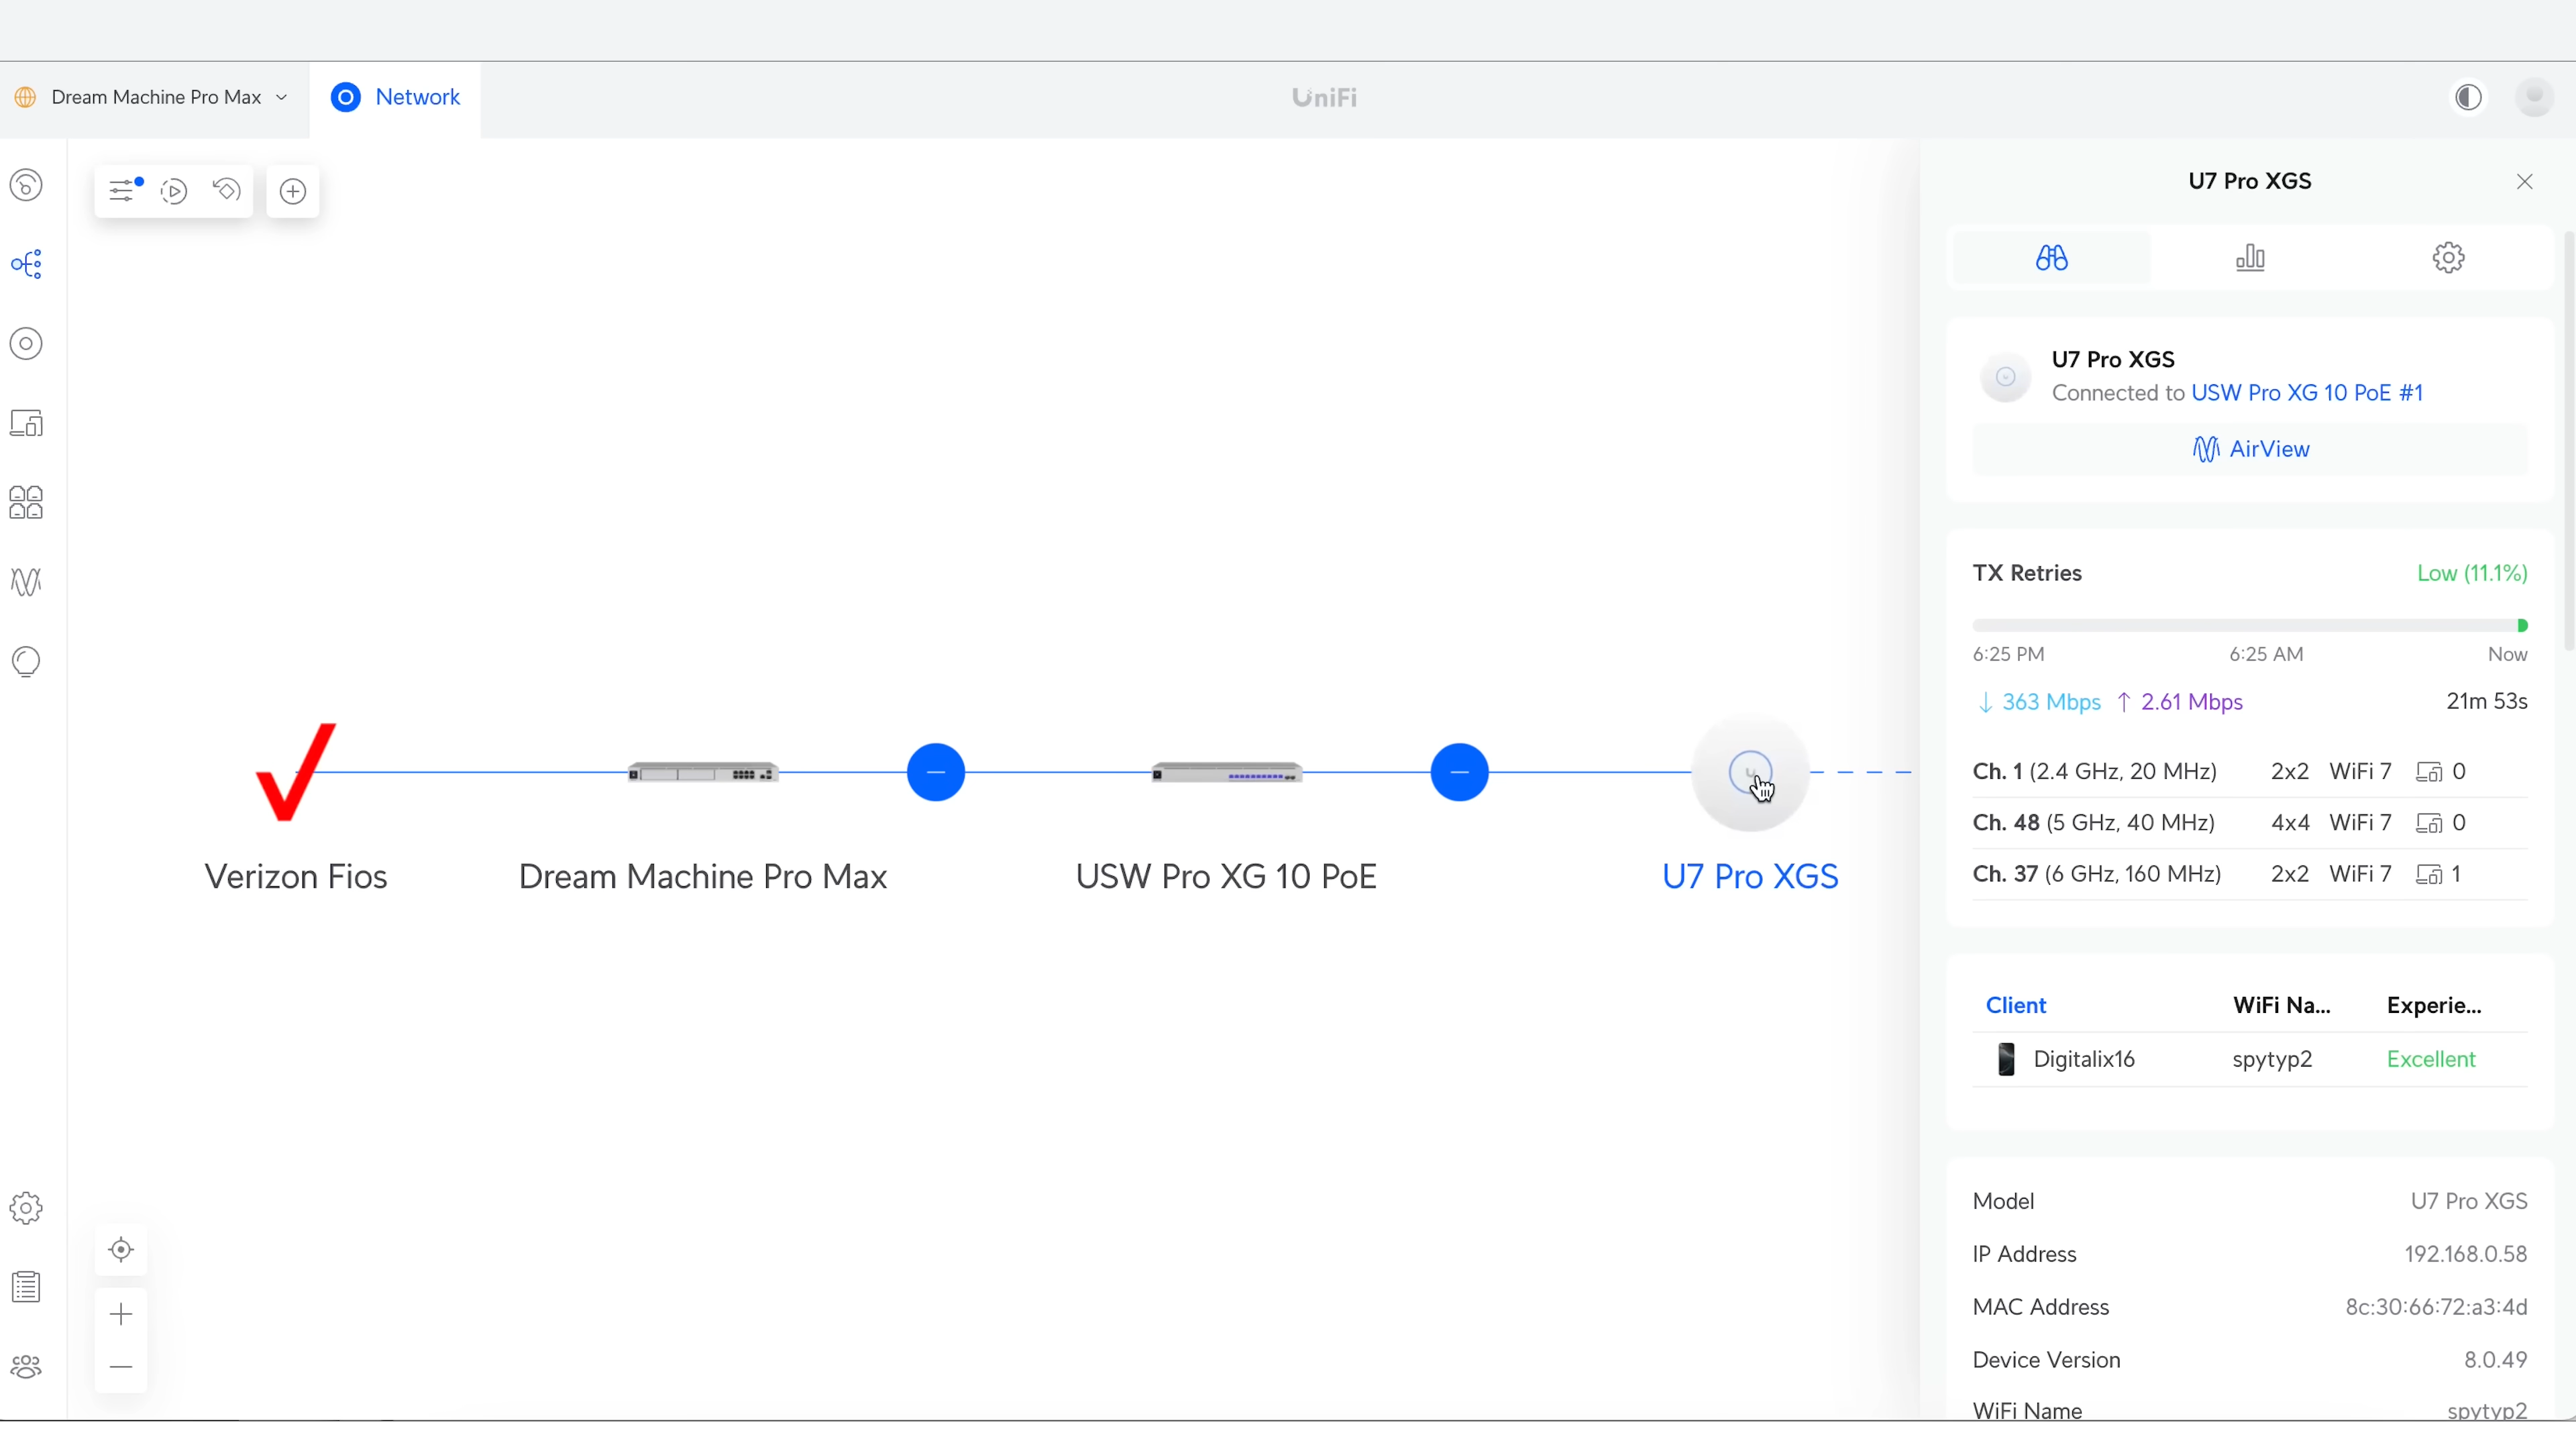 Dream Machine Pro Max
Network
UniFi
U7 Pro XGS
U7 Pro XGS
Connected to USW Pro XG 10 PoE #1
AirView
TX Retries Low (11.1%)
6:25 PM 6:25 AM Now
↓ 363 Mbps ↑ 2.61 Mbps 21m 53s
Ch. 1 (2.4 GHz, 20 MHz) 2x2 WiFi 7 0
Ch. 48 (5 GHz, 40 MHz) 4x4 WiFi 7 0
Ch. 37 (6 GHz, 160 MHz) 2x2 WiFi 7 1
Verizon Fios Dream Machine Pro Max USW Pro XG 10 PoE U7 Pro XGS
Client WiFi Na... Experie...
Digitalix16 spytyp2 Excellent
Model U7 Pro XGS
IP Address 192.168.0.58
MAC Address 8c:30:66:72:a3:4d
Device Version 8.0.49
WiFi Name spytyp2